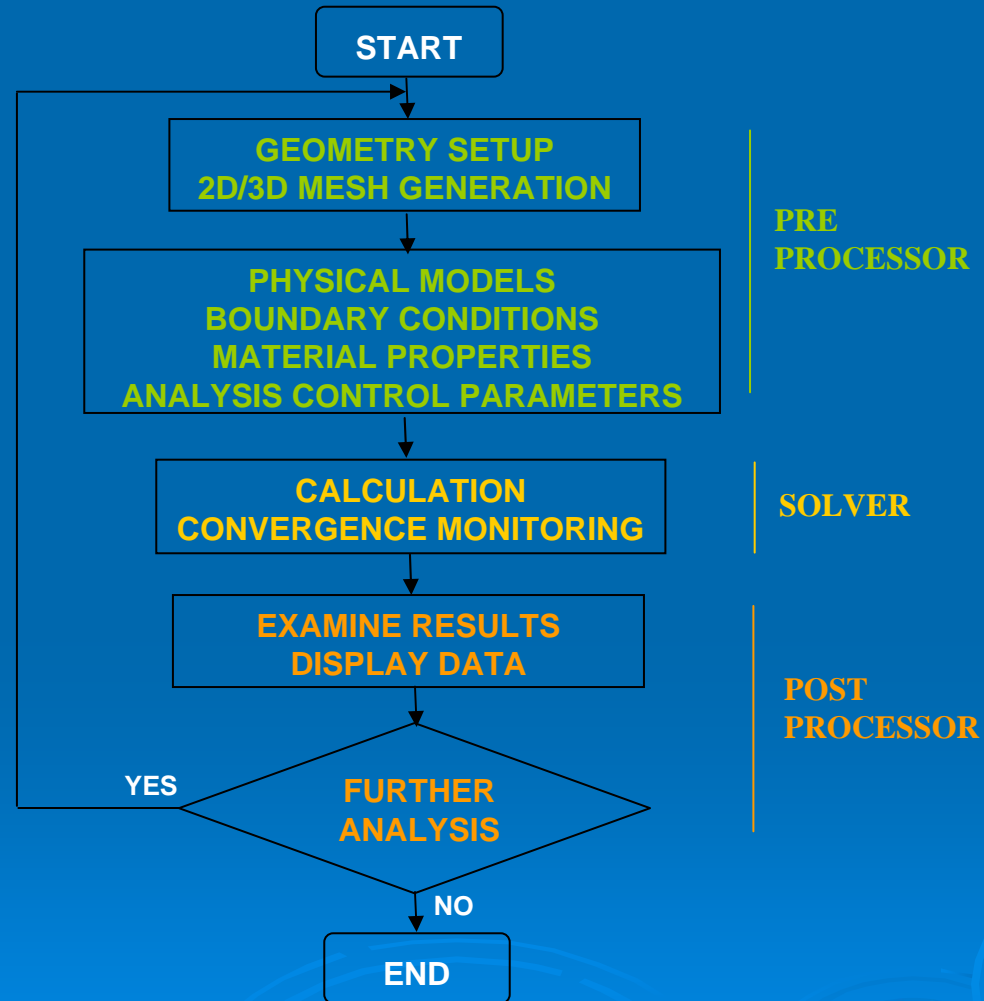 START
GEOMETRY SETUP
2D/3D MESH GENERATION
PRE
PROCESSOR
PHYSICAL MODELS
BOUNDARY CONDITIONS
MATERIAL PROPERTIES
ANALYSIS CONTROL PARAMETERS
CALCULATION
CONVERGENCE MONITORING
SOLVER
EXAMINE RESULTS
DISPLAY DATA
POST
PROCESSOR
YES
FURTHER
ANALYSIS
NO
END